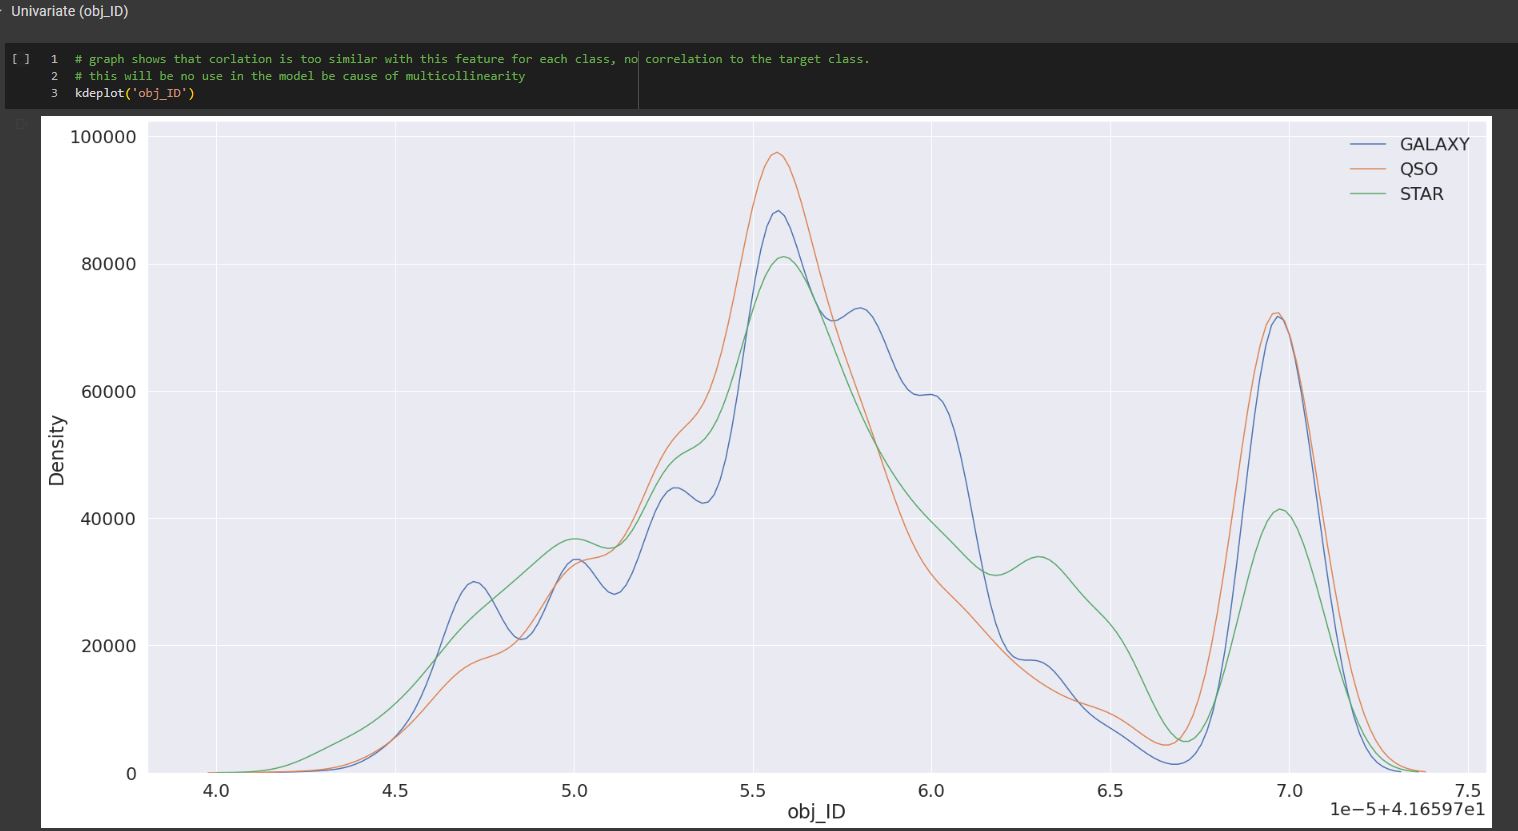 Univariate (obj_ID)
[ ] 1 # graph shows that corlation is too similar with this feature for each class, no correlation to the target class.
2 # this will be no use in the model be cause of multicollinearity
3 kdeplot('obj_ID')
100000
80000
60000
40000
20000
0
Density
GALAXY
QSO
STAR
4.0 4.5 5.0 5.5 6.0 6.5 7.0 7.5
obj_ID
1e−5+4.16597e1